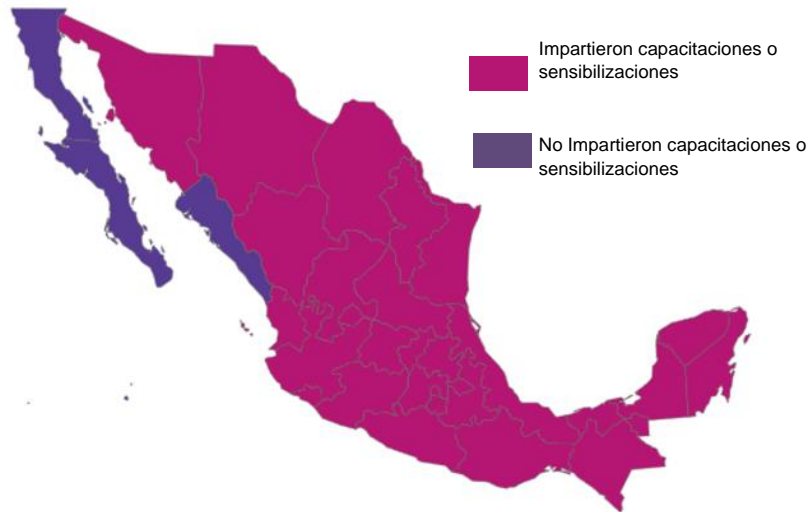 Impartieron capacitaciones o
sensibilizaciones
No Impartieron capacitaciones o
sensibilizaciones